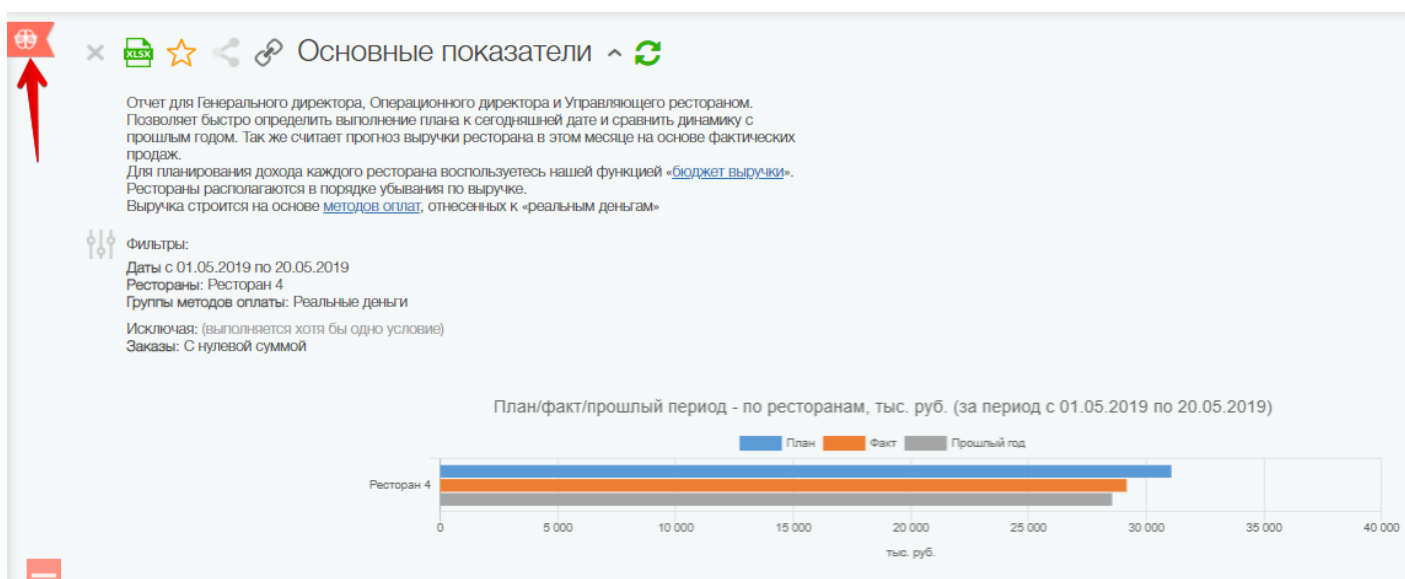 XLSX
Основные показатели
Отчет для Генерального директора, Операционного директора и Управляющего рестораном.
Позволяет быстро определить выполнение плана к сегодняшней дате и сравнить динамику с
прошлым годом. Так же считает прогноз выручки ресторана в этом месяце на основе фактических
продаж.
Для планирования дохода каждого ресторана воспользуетесь нашей функцией «бюджет выручки».
Рестораны располагаются в порядке убывания по выручке.
Выручка строится на основе методов оплат, отнесенных к «реальным деньгам»
Фильтры:
Даты с 01.05.2019 по 20.05.2019
Рестораны: Ресторан 4
Группы методов оплаты: Реальные деньги
Исключая: (выполняется хотя бы одно условие)
Заказы: С нулевой суммой
План/факт/прошлый период - по ресторанам, тыс. руб. (за период с 01.05.2019 по 20.05.2019)
План Факт Прошлый год
Ресторан 4
0 5 000 10 000 15 000 20 000 25 000 30 000 35 000 40 000
тыс. руб.